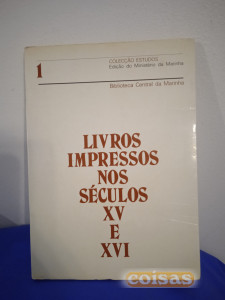 1
COLECÇÃO ESTUDOS
Edição do Ministério da Marinha
Biblioteca Central da Marinha
LIVROS
IMPRESSOS
NOS
SÉCULOS
XV
E
XVI
coisas